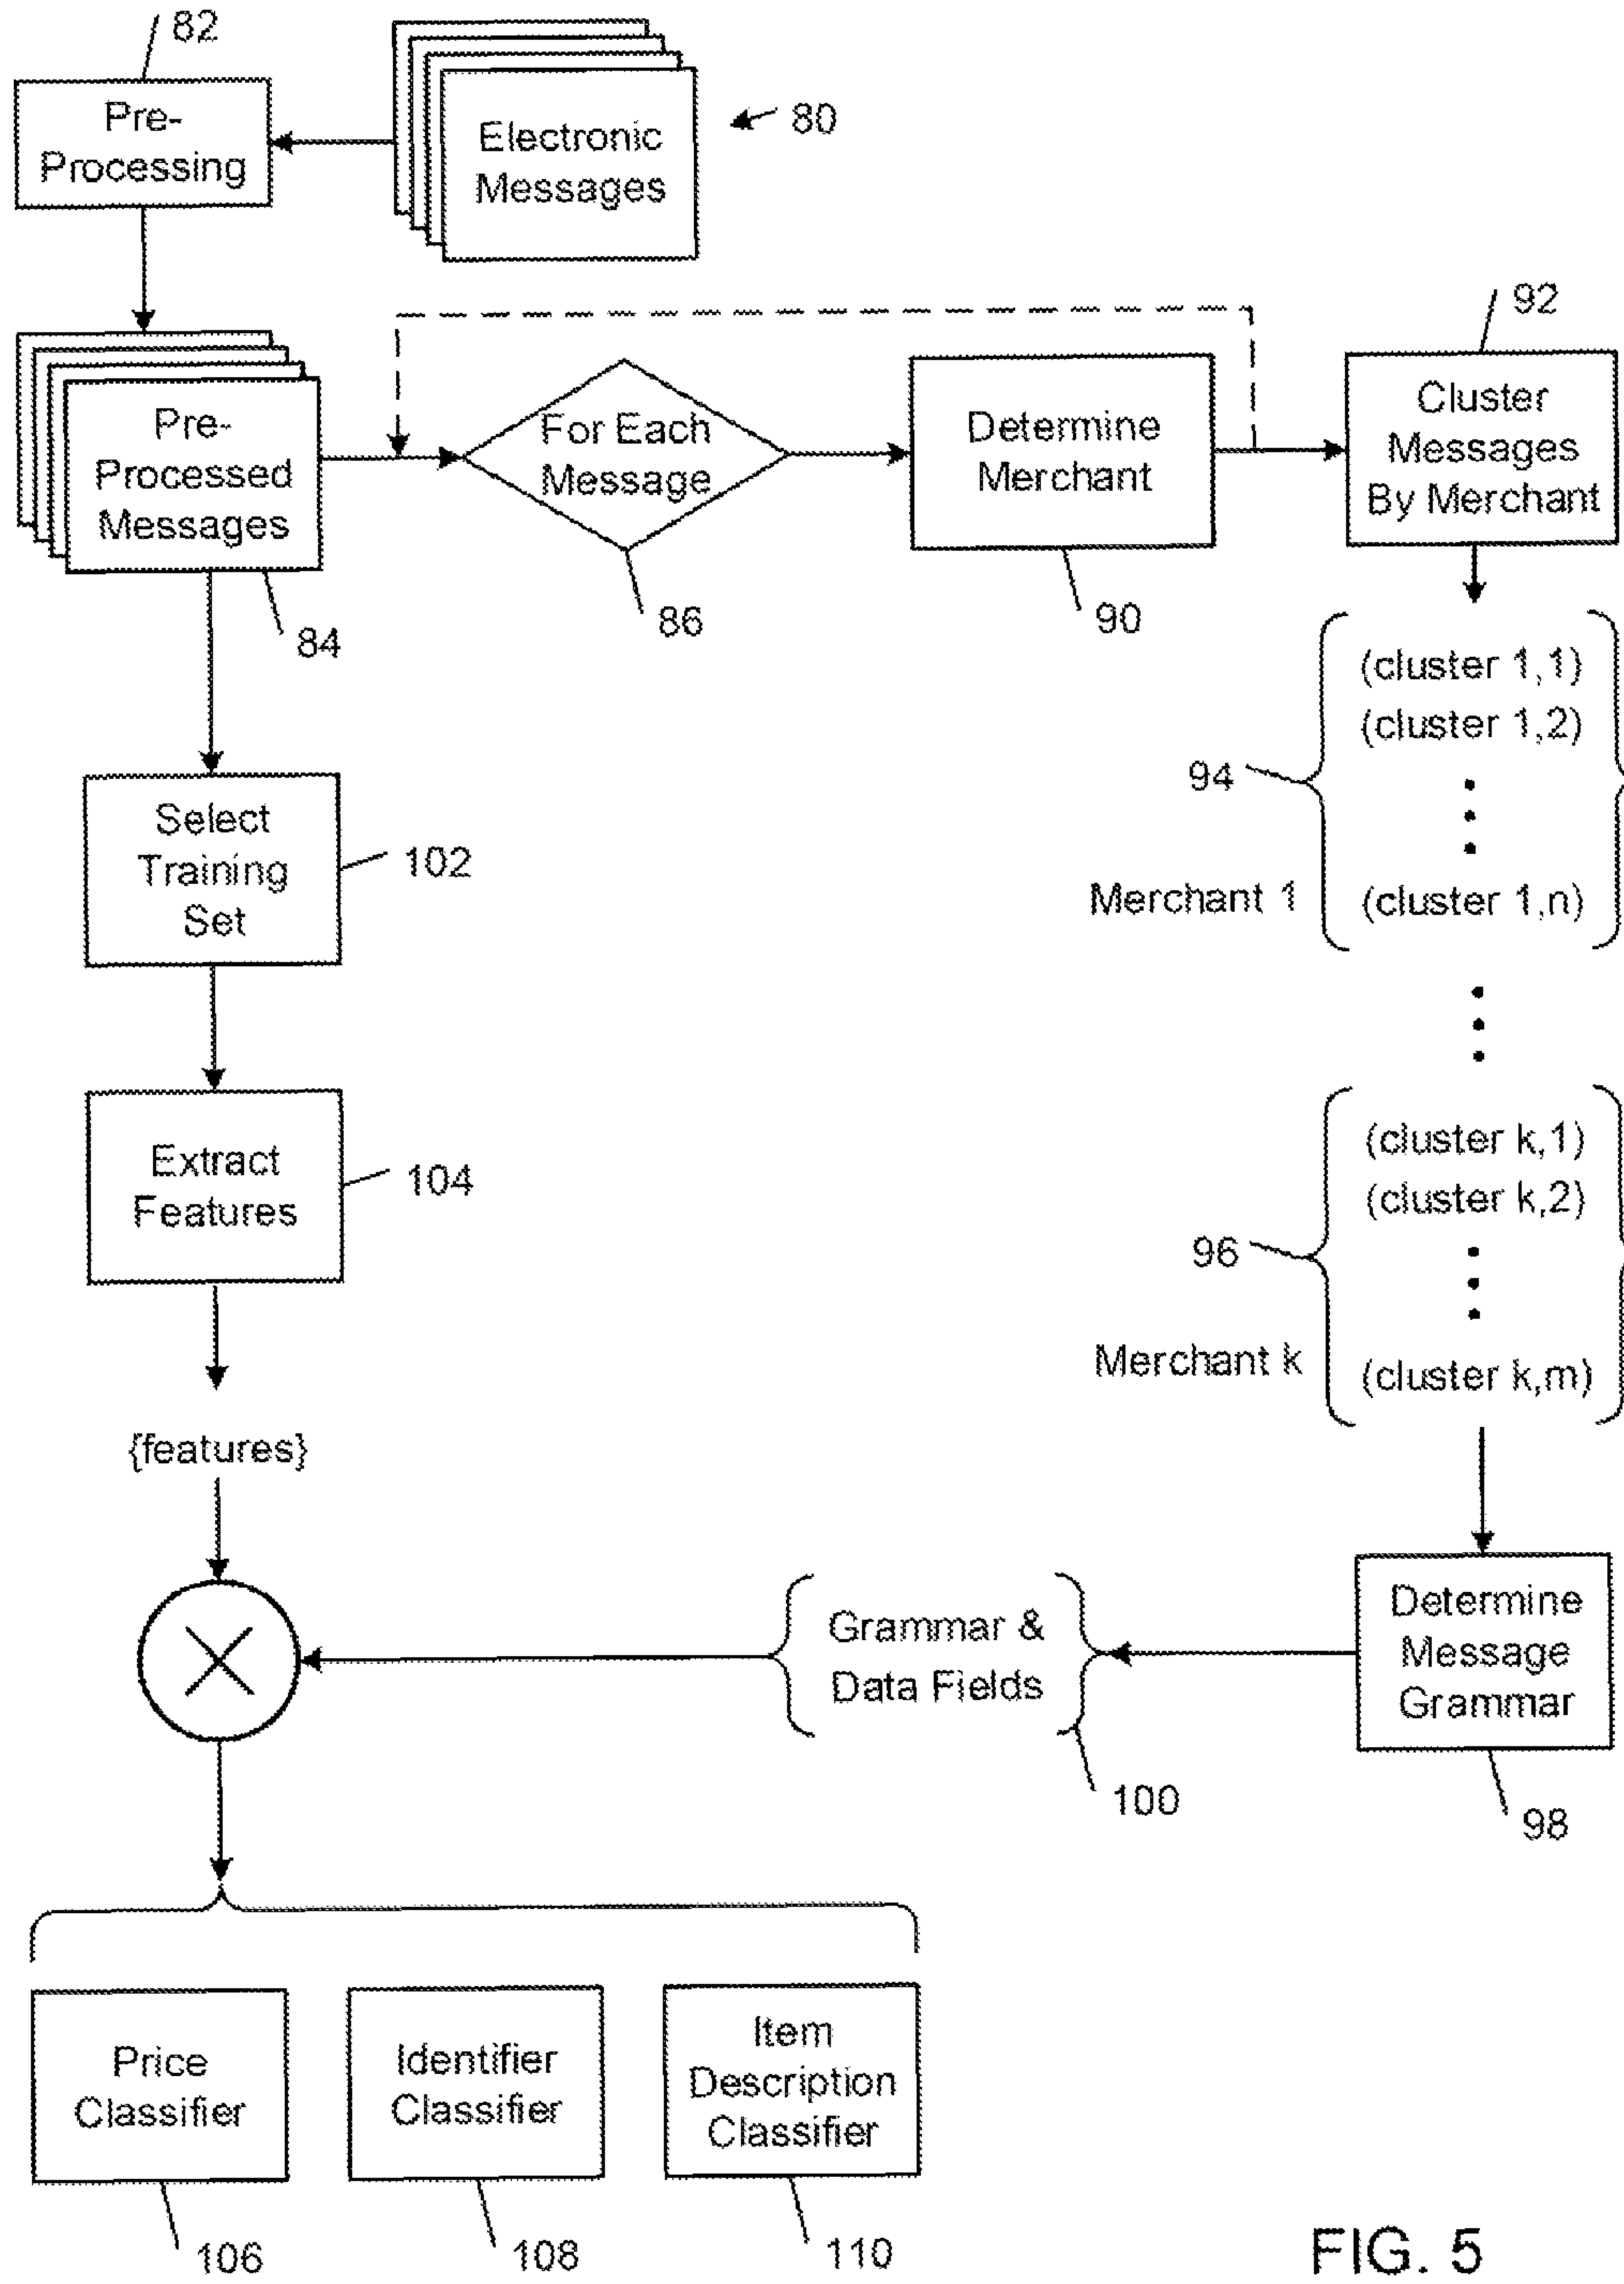 82
Pre-
Processing
Electronic
Messages
80
92
Pre-
Processed
Messages
84
For Each
Message
86
Determine
Merchant
90
Cluster
Messages
By Merchant
(cluster 1,1)
(cluster 1,2)
94
Merchant 1
(cluster 1,n)
Select
Training
Set
102
Extract
Features
104
(cluster k,1)
(cluster k,2)
96
Merchant k
(cluster k,m)
{features}
Grammar &
Data Fields
100
Determine
Message
Grammar
98
Price
Classifier
106
Identifier
Classifier
108
Item
Description
Classifier
110
FIG. 5